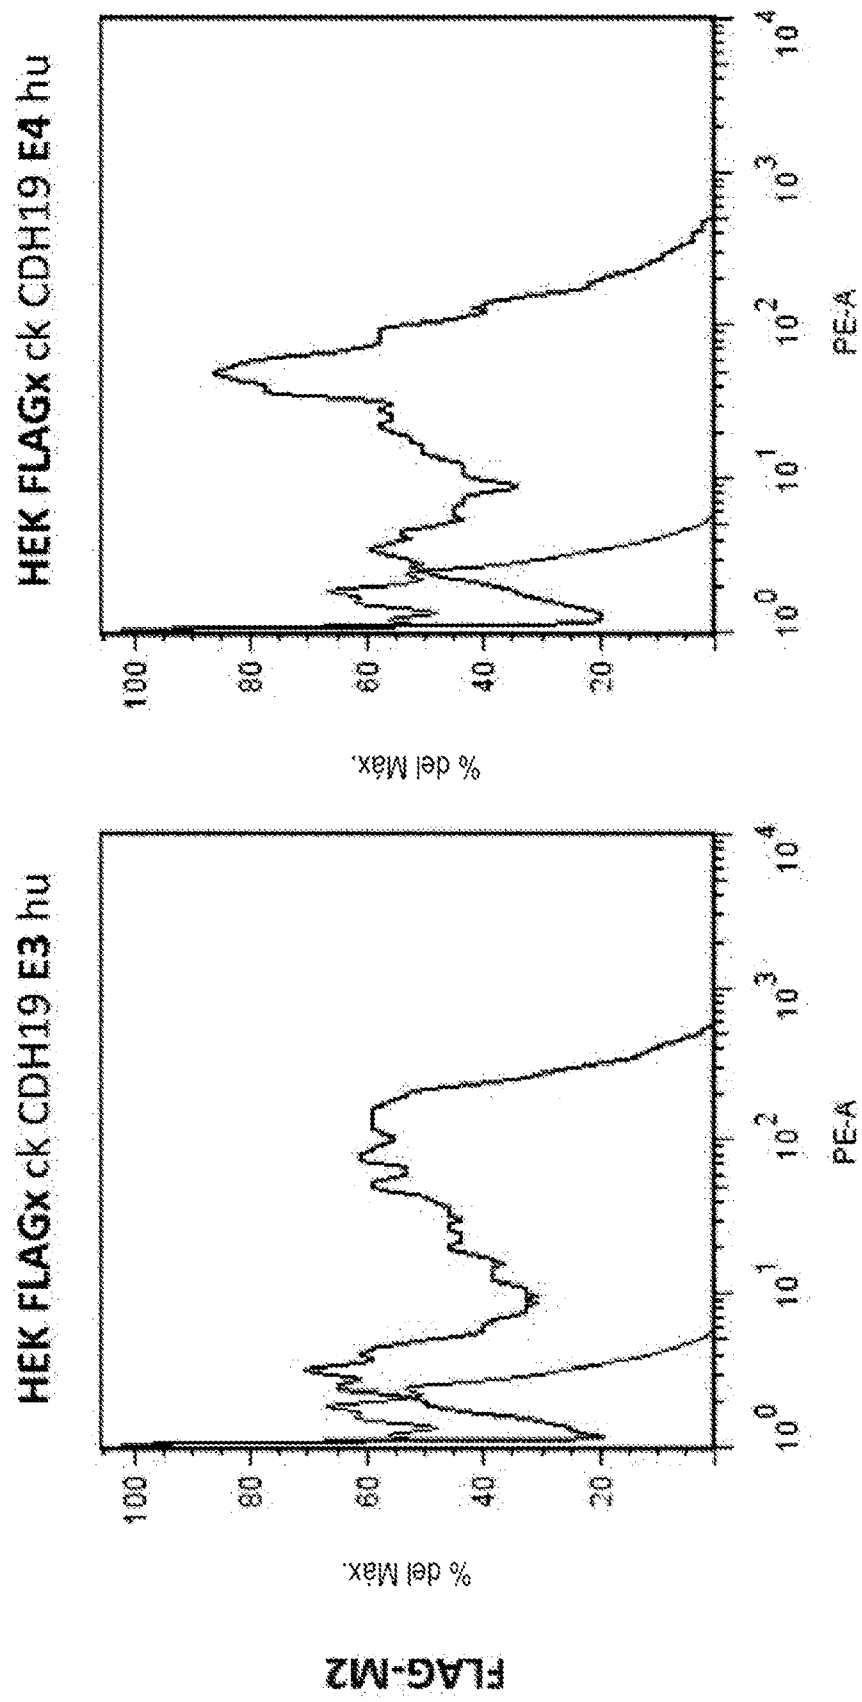 HEK FLAGx ck CDH19 E3 hu
HEK FLAGx ck CDH19 E4 hu
FLAG-M2
% del Máx.
100
80
60
40
20
10^0
10^1
10^2
10^3
10^4
PE-A
% del Máx.
100
80
60
40
20
10^0
10^1
10^2
10^3
10^4
PE-A